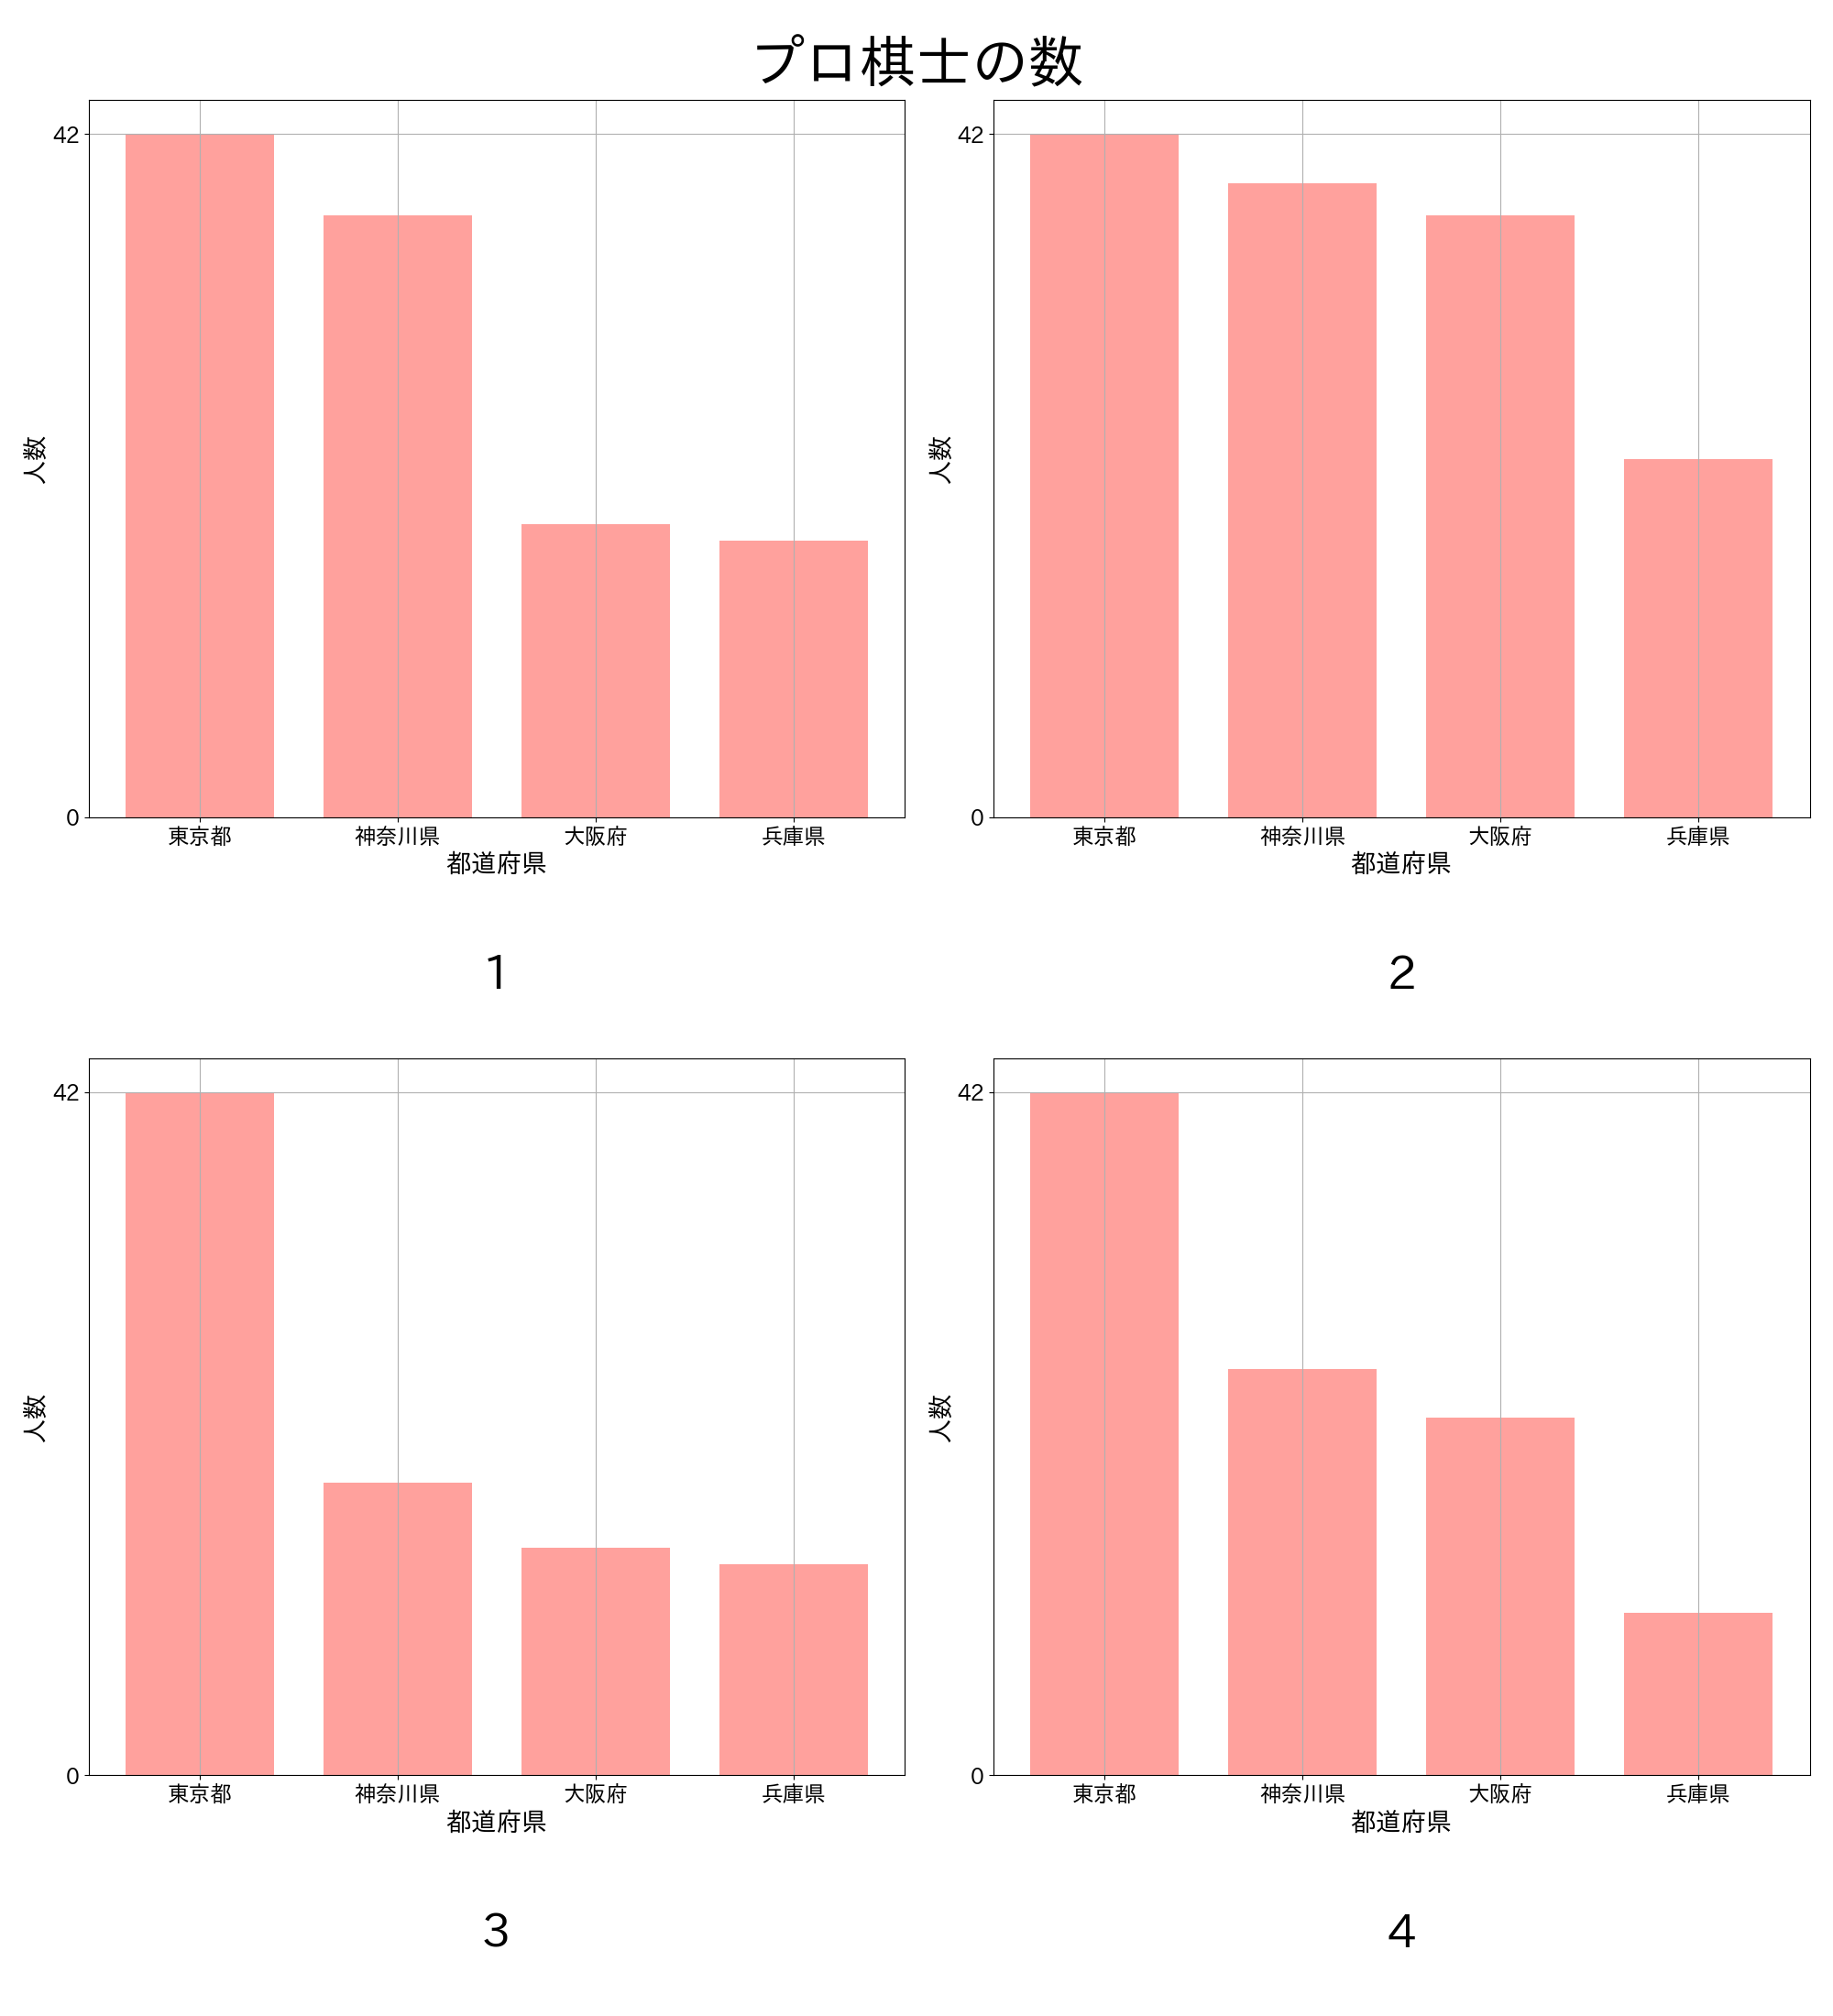 プロ棋士の数
42
0
人数
東京都 神奈川県 大阪府 兵庫県
都道府県
1
42
0
人数
東京都 神奈川県 大阪府 兵庫県
都道府県
2
42
0
人数
東京都 神奈川県 大阪府 兵庫県
都道府県
3
42
0
人数
東京都 神奈川県 大阪府 兵庫県
都道府県
4